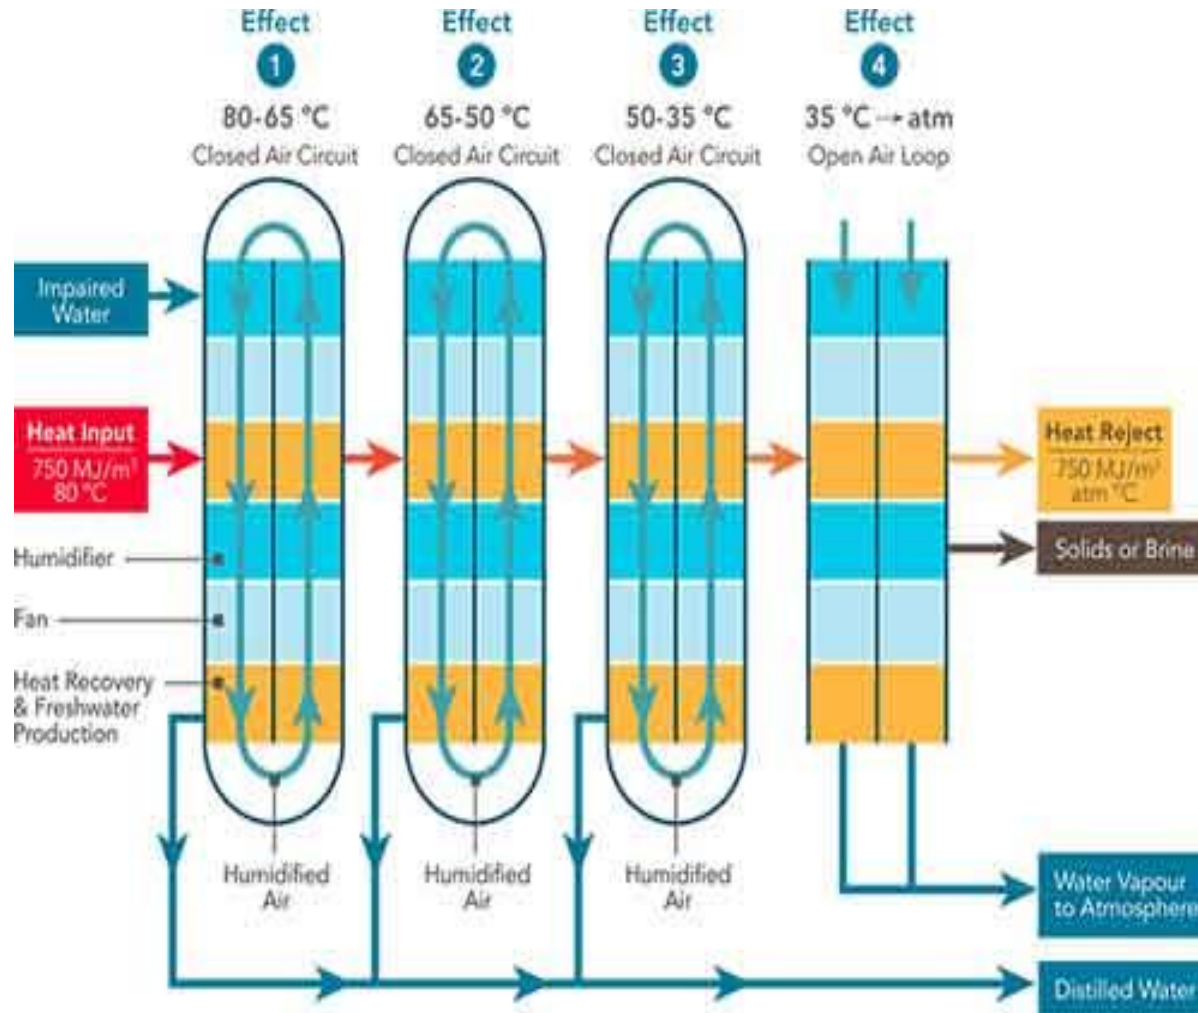 Effect
1
80-65 °C
Closed Air Circuit
Effect
2
65-50 °C
Closed Air Circuit
Effect
3
50-35 °C
Closed Air Circuit
Effect
4
35 °C→atm
Open Air Loop
Impaired
Water
Heat Input
750 MJ/m³
80 °C
Humidifier
Fan
Heat Recovery
& Freshwater
Production
Humidified
Air
Humidified
Air
Humidified
Air
Heat Reject
750 MJ/m³
atm °C
Solids or Brine
Water Vapour
to Atmosphere
Distilled Water